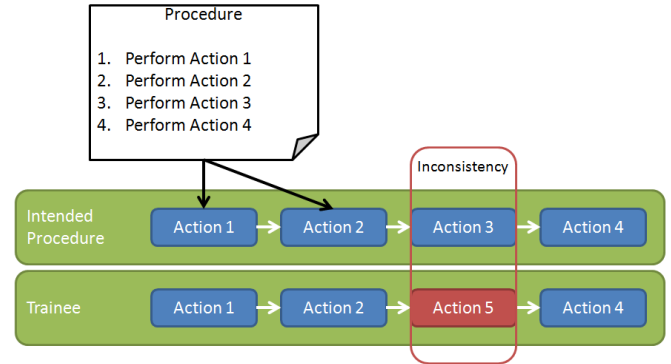 Procedure
1. Perform Action 1
2. Perform Action 2
3. Perform Action 3
4. Perform Action 4
Inconsistency
Intended
Procedure
Action 1
Action 2
Action 3
Action 4
Trainee
Action 1
Action 2
Action 5
Action 4